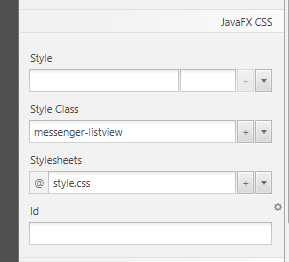 JavaFX CSS
Style
+
Style Class
messenger-listview +
Stylesheets
@ style.css +
Id